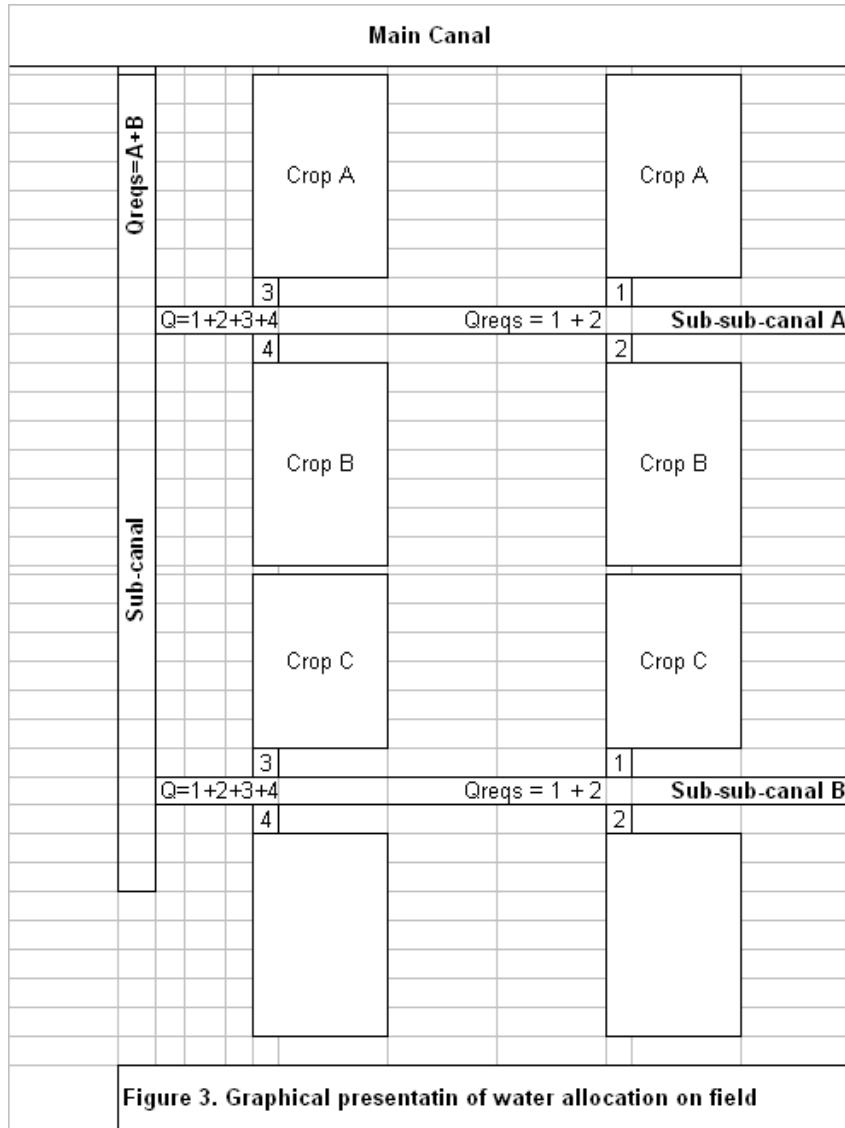 Main Canal
Qreqs=A+B
Crop A
Crop A
3
1
Q=1+2+3+4
Qreqs = 1 + 2
Sub-sub-canal A
4
2
Crop B
Crop B
Sub-canal
Crop C
Crop C
3
1
Q=1+2+3+4
Qreqs = 1 + 2
Sub-sub-canal B
4
2
Figure 3. Graphical presentatin of water allocation on field